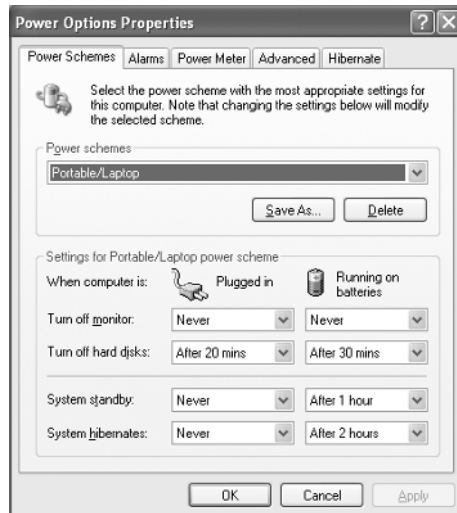 Power Options Properties
Power Schemes Alarms Power Meter Advanced Hibernate
Select the power scheme with the most appropriate settings for
this computer. Note that changing the settings below will modify
the selected scheme.
Power schemes
Portable/Laptop
Save As... Delete
Settings for Portable/Laptop power scheme
When computer is: Plugged in Running on
batteries
Turn off monitor: Never Never
Turn off hard disks: After 20 mins After 30 mins
System standby: Never After 1 hour
System hibernates: Never After 2 hours
OK Cancel Apply